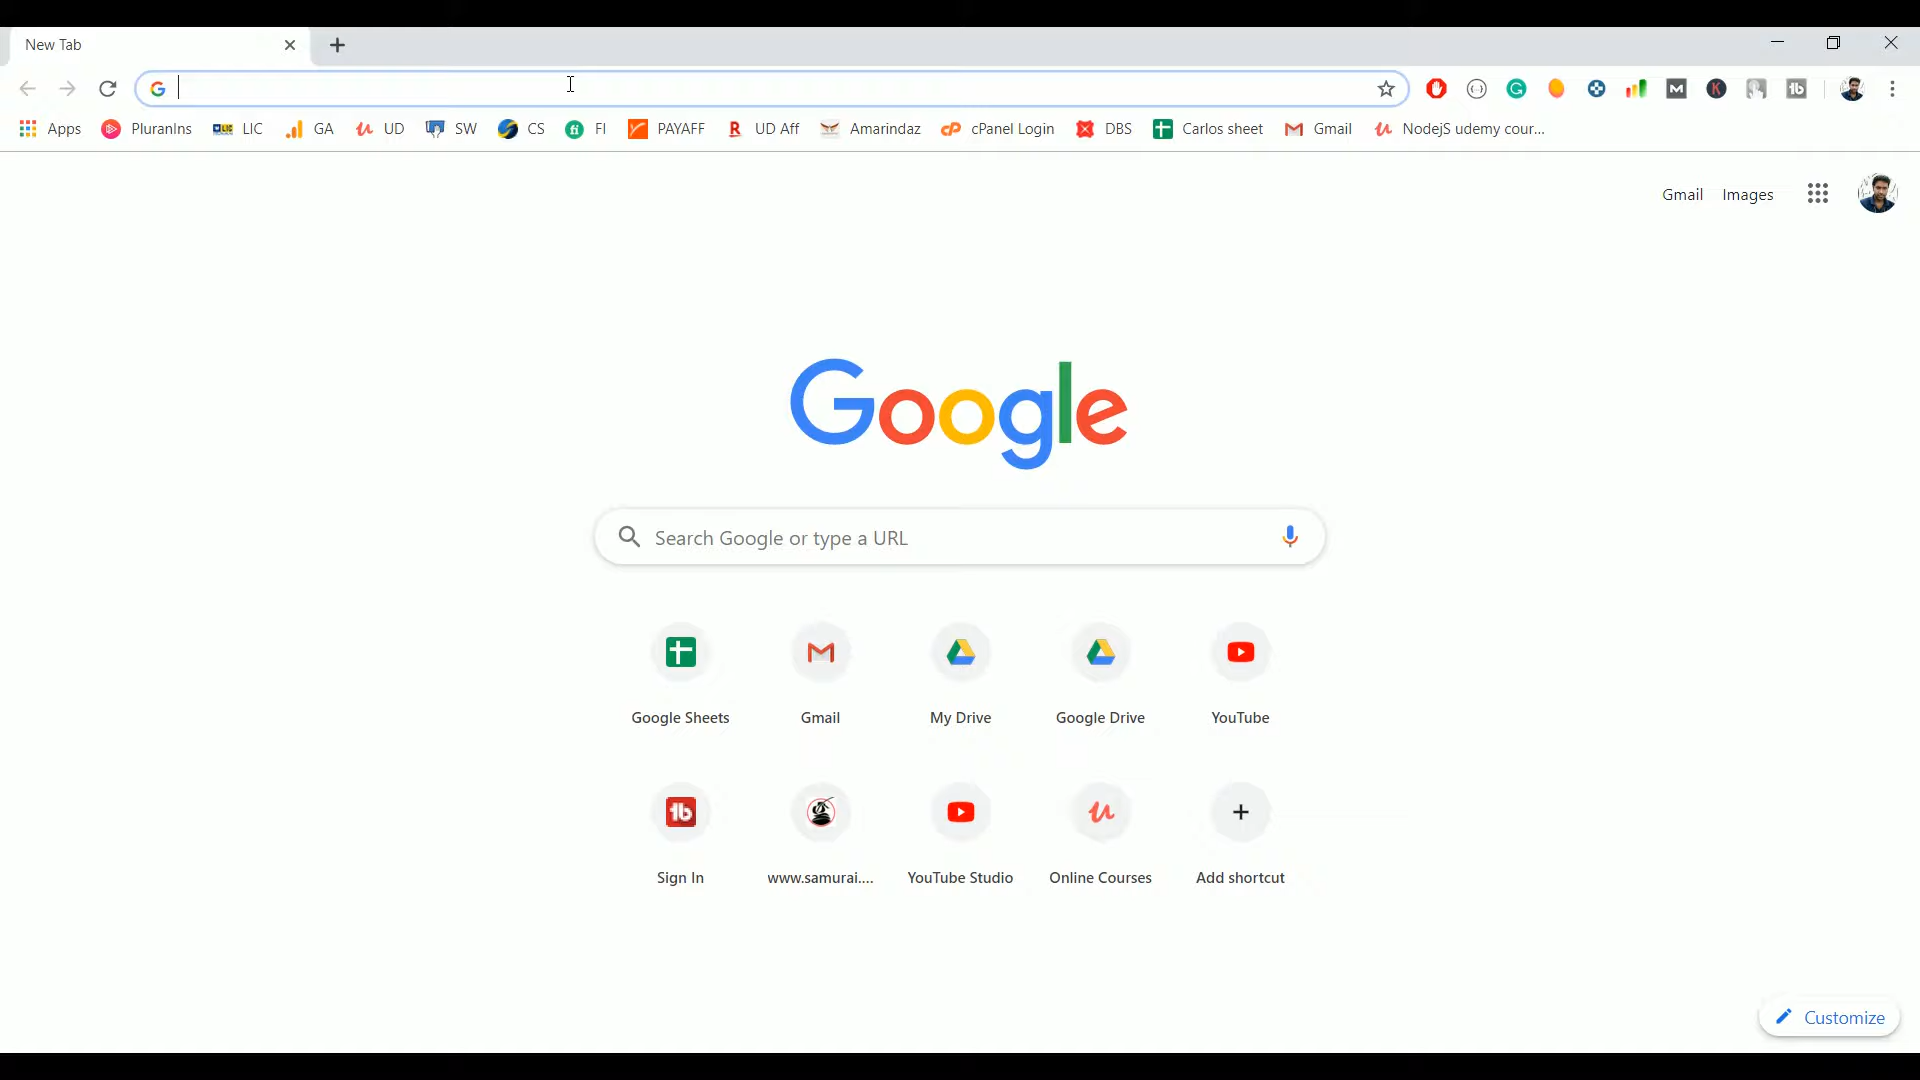 New Tab
Apps PluranIns LIC GA UD SW CS FI PAYAFF UD Aff Amarindaz cPanel Login DBS Carlos sheet Gmail NodejS udemy cour...
Gmail Images
Google
Search Google or type a URL
Google Sheets Gmail My Drive Google Drive YouTube
Sign In www.samurai.... YouTube Studio Online Courses Add shortcut
Customize